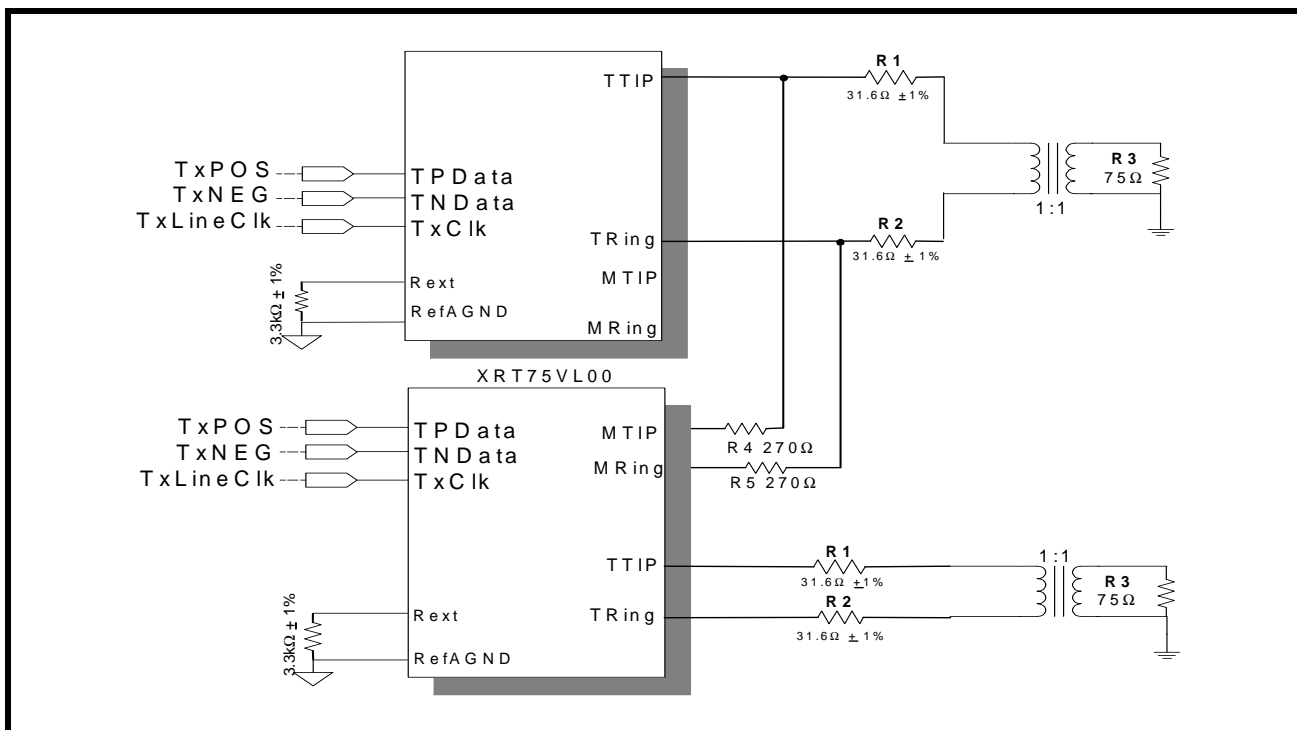 TTIP
R1
31.6Ω ±1%
TxPOS
TPData
TxNEG
TNData
TxLineClk
TxClk
R3
75Ω
1:1
R2
31.6Ω ± 1%
TRing
Rext
MTIP
RefAGND
3.3kΩ ± 1%
MRing
XRT75VL00
TxPOS
TPData
MTIP
R4 270Ω
TxNEG
TNData
MRing
TxLineClk
TxClk
R5 270Ω
TTIP
R1
31.6Ω ±1%
1:1
R3
75Ω
R2
31.6Ω ± 1%
Rext
TRing
RefAGND
3.3kΩ ± 1%